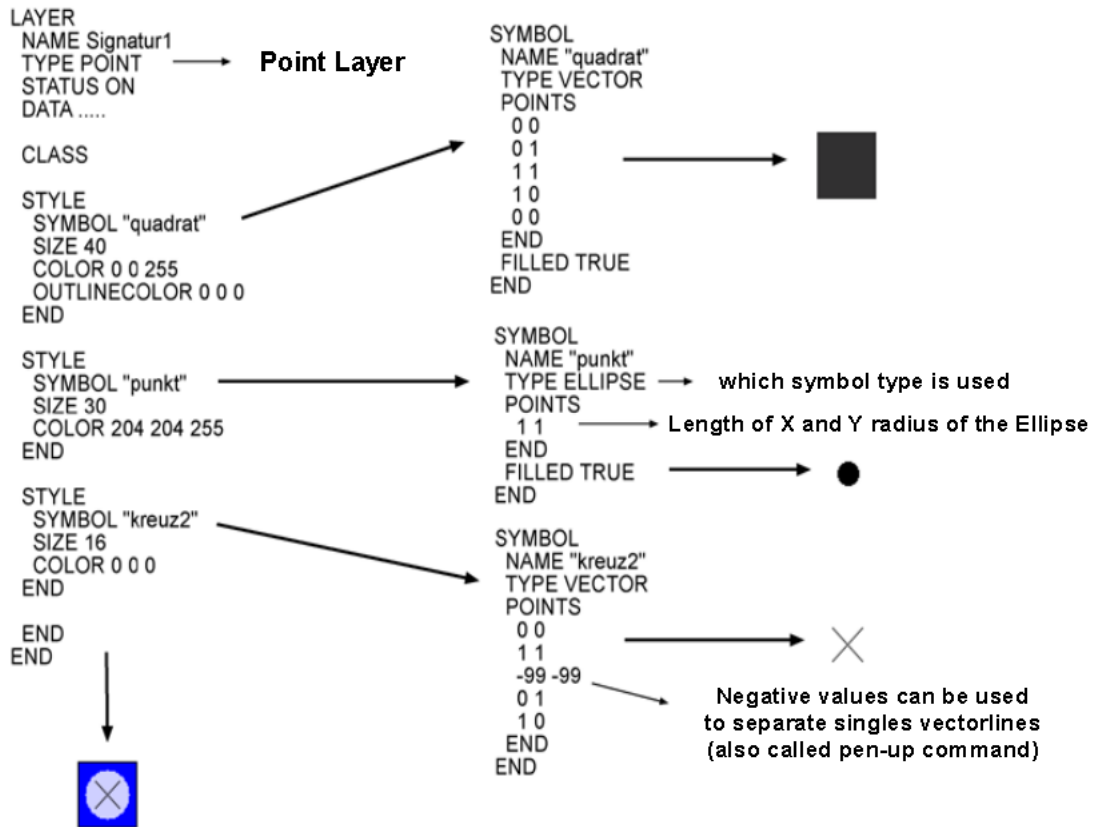 LAYER
NAME Signatur1
TYPE POINT
STATUS ON
DATA .....
CLASS
STYLE
SYMBOL "quadrat"
SIZE 40
COLOR 0 0 255
OUTLINECOLOR 0 0 0
END
STYLE
SYMBOL "punkt"
SIZE 30
COLOR 204 204 255
END
STYLE
SYMBOL "kreuz2"
SIZE 16
COLOR 0 0 0
END
END
END
Point Layer
SYMBOL
NAME "quadrat"
TYPE VECTOR
POINTS
0 0
0 1
1 1
1 0
0 0
END
FILLED TRUE
END
SYMBOL
NAME "punkt"
TYPE ELLIPSE
POINTS
1 1
END
FILLED TRUE
END
which symbol type is used
Length of X and Y radius of the Ellipse
SYMBOL
NAME "kreuz2"
TYPE VECTOR
POINTS
0 0
1 1
-99 -99
0 1
1 0
END
END
Negative values can be used
to separate singles vectorlines
(also called pen-up command)